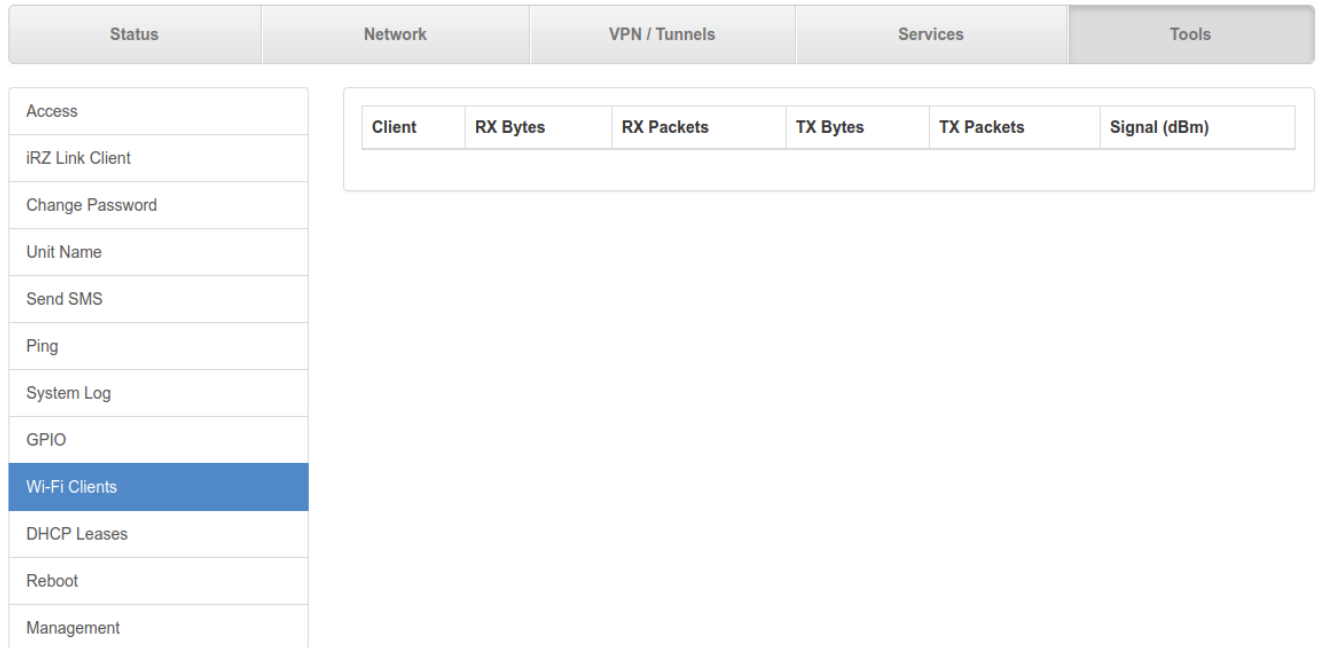 Status Network VPN / Tunnels Services Tools
Access
iRZ Link Client
Change Password
Unit Name
Send SMS
Ping
System Log
GPIO
Wi-Fi Clients
DHCP Leases
Reboot
Management
Client RX Bytes RX Packets TX Bytes TX Packets Signal (dBm)